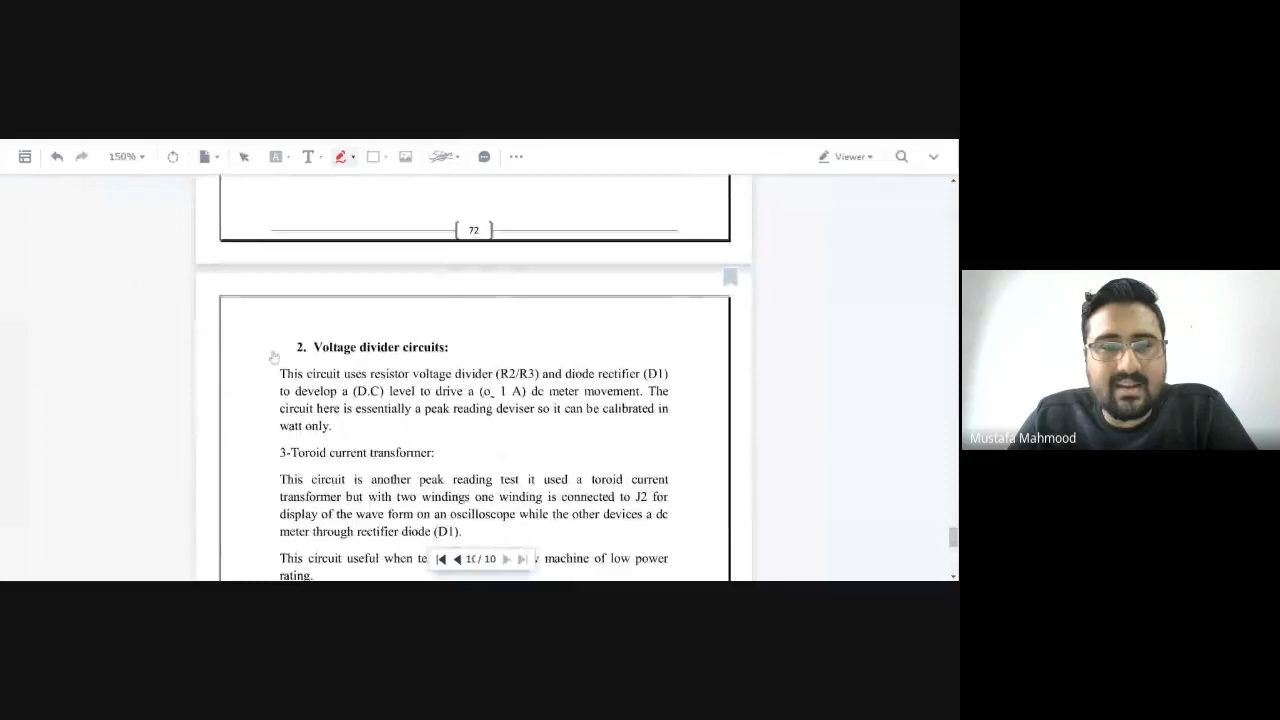 150%
A
T
Viewer
72
2. Voltage divider circuits:
This circuit uses resistor voltage divider (R2/R3) and diode rectifier (D1)
to develop a (D.C) level to drive a (o_ 1 A) dc meter movement. The
circuit here is essentially a peak reading deviser so it can be calibrated in
watt only.
3-Toroid current transformer:
This circuit is another peak reading test it used a toroid current
transformer but with two windings one winding is connected to J2 for
display of the wave form on an oscilloscope while the other devices a dc
meter through rectifier diode (D1).
This circuit useful when machine of low power
rating.
10 / 10
Mustafa Mahmood